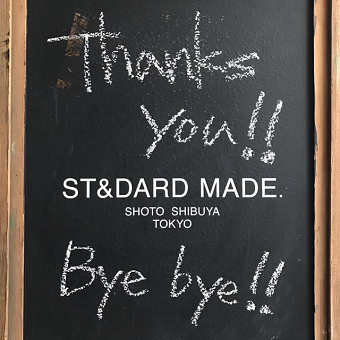 Thanks
you!!
ST&DARD MADE.
SHOTO SHIBUYA
TOKYO
Bye bye!!